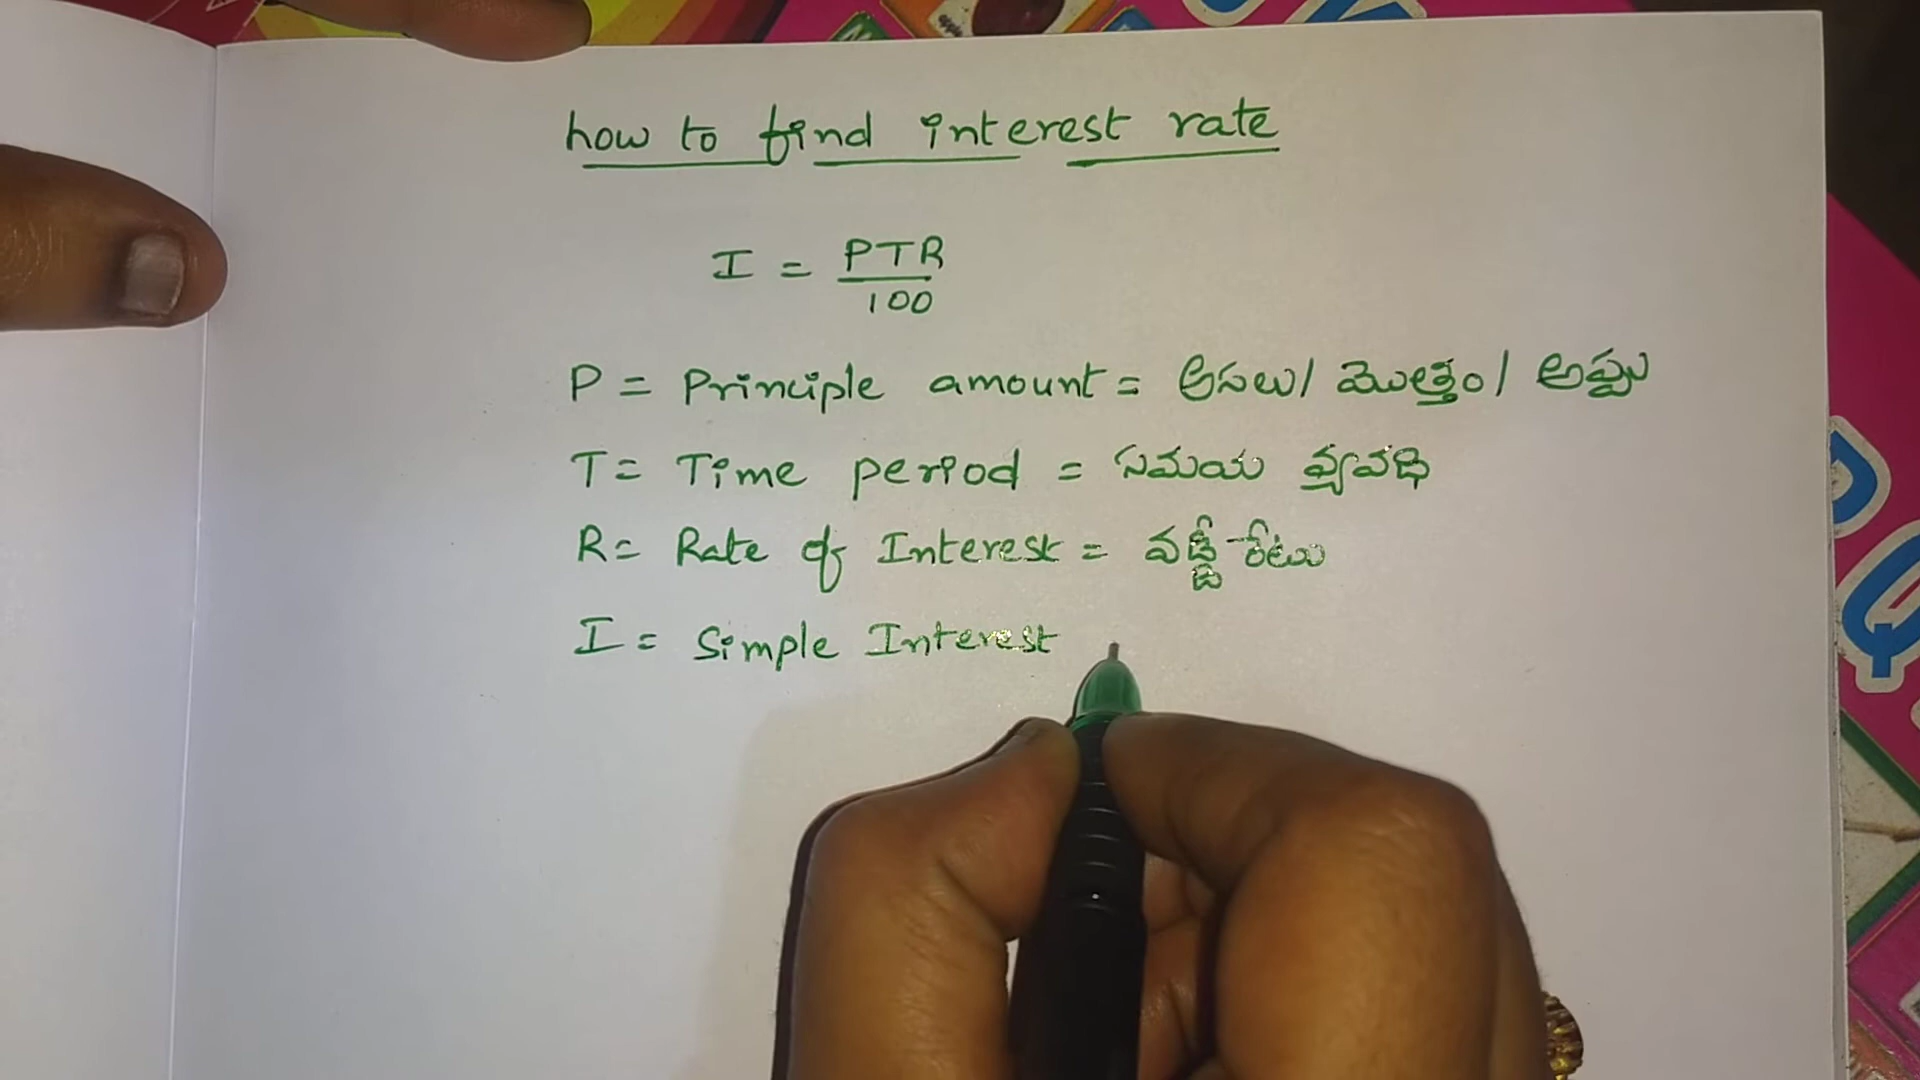 how to find interest rate
I = PTR
100
P = Principle amount = అసలు/ మొత్తం/ అప్పు
T = Time period = సమయ వ్యవధి
R = Rate of Interest = వడ్డీ రేటు
I = Simple Interest